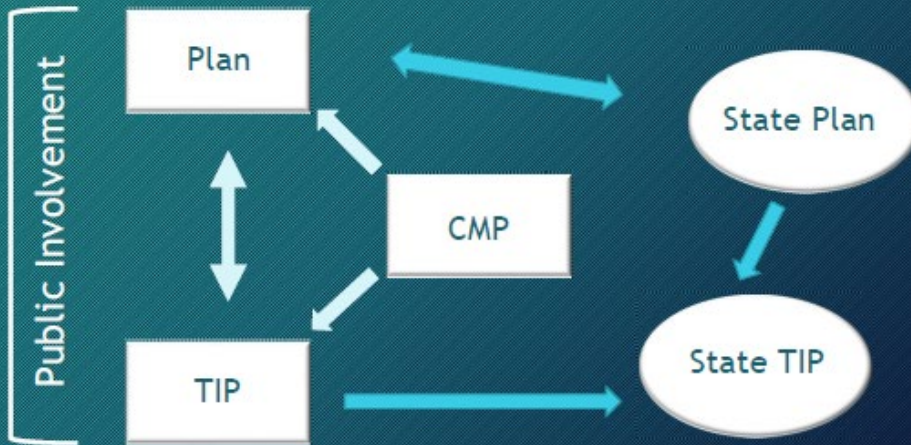 Public Involvement
Plan
State Plan
CMP
TIP
State TIP